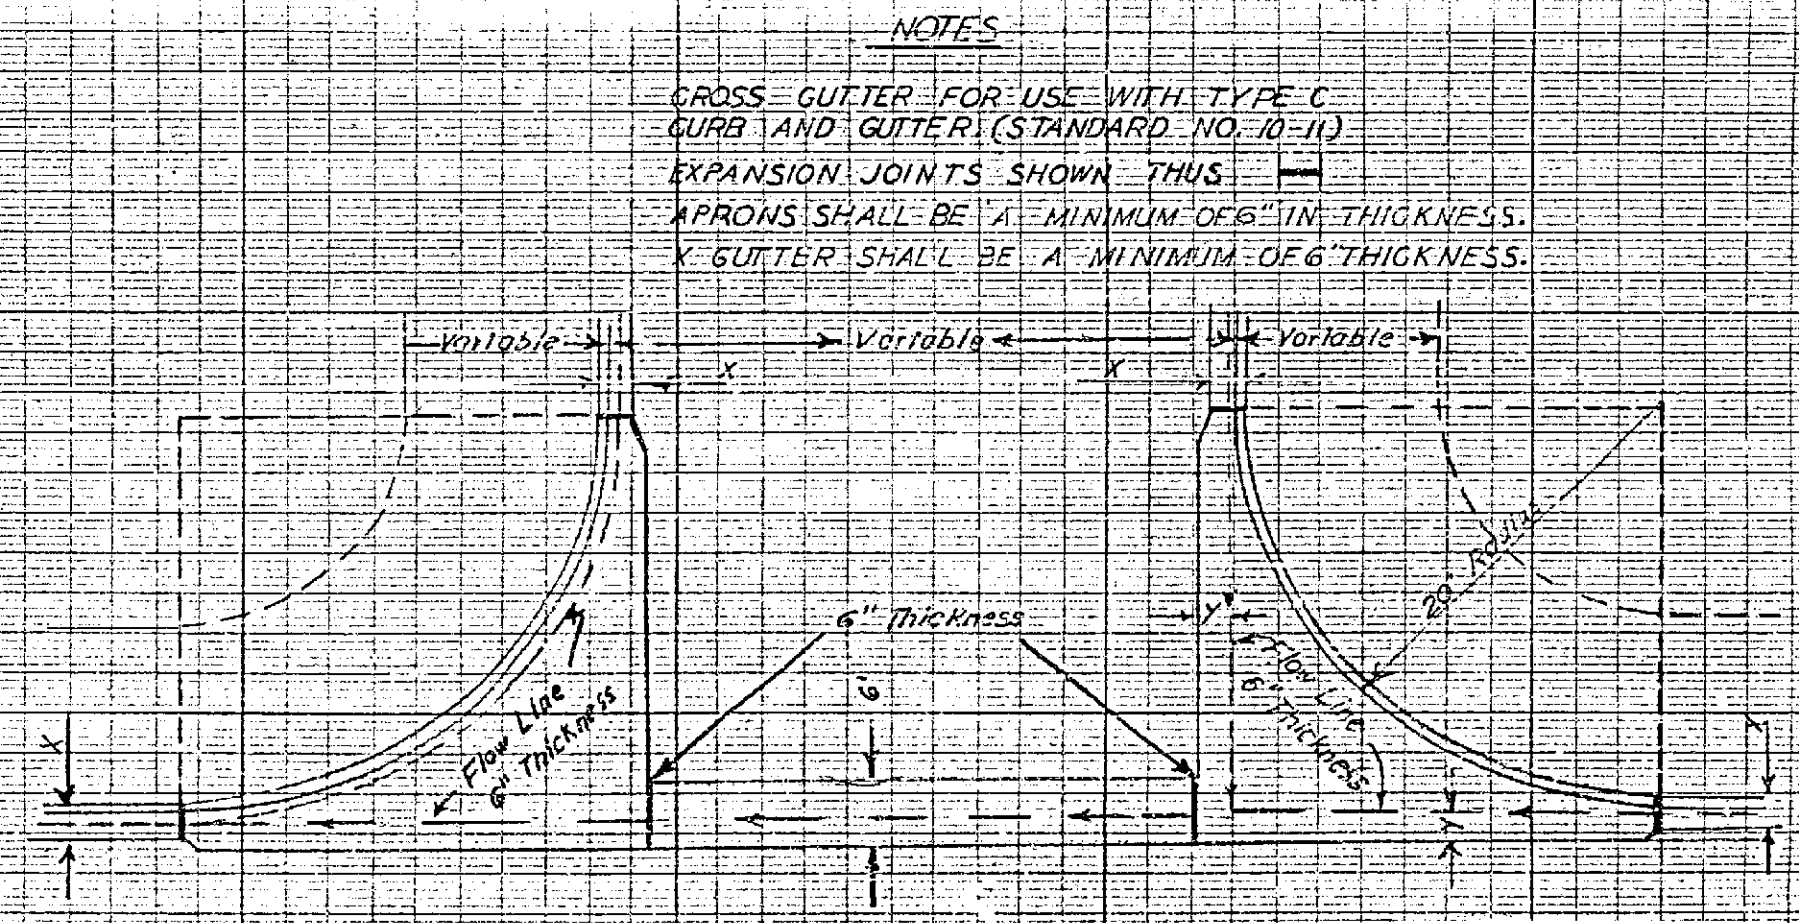 NOTES
CROSS GUTTER FOR USE WITH TYPE C
CURB AND GUTTER. (STANDARD NO. 10-11)
EXPANSION JOINTS SHOWN THUS
APRONS SHALL BE A MINIMUM OF 6" IN THICKNESS.
X GUTTER SHALL BE A MINIMUM OF 6" THICKNESS.
Variable
Variable
Variable
X
X
20' Radius
6" Thickness
Y
6'
Flow Line
6" Thickness
Flow Line
6" Thickness
X
X
Y